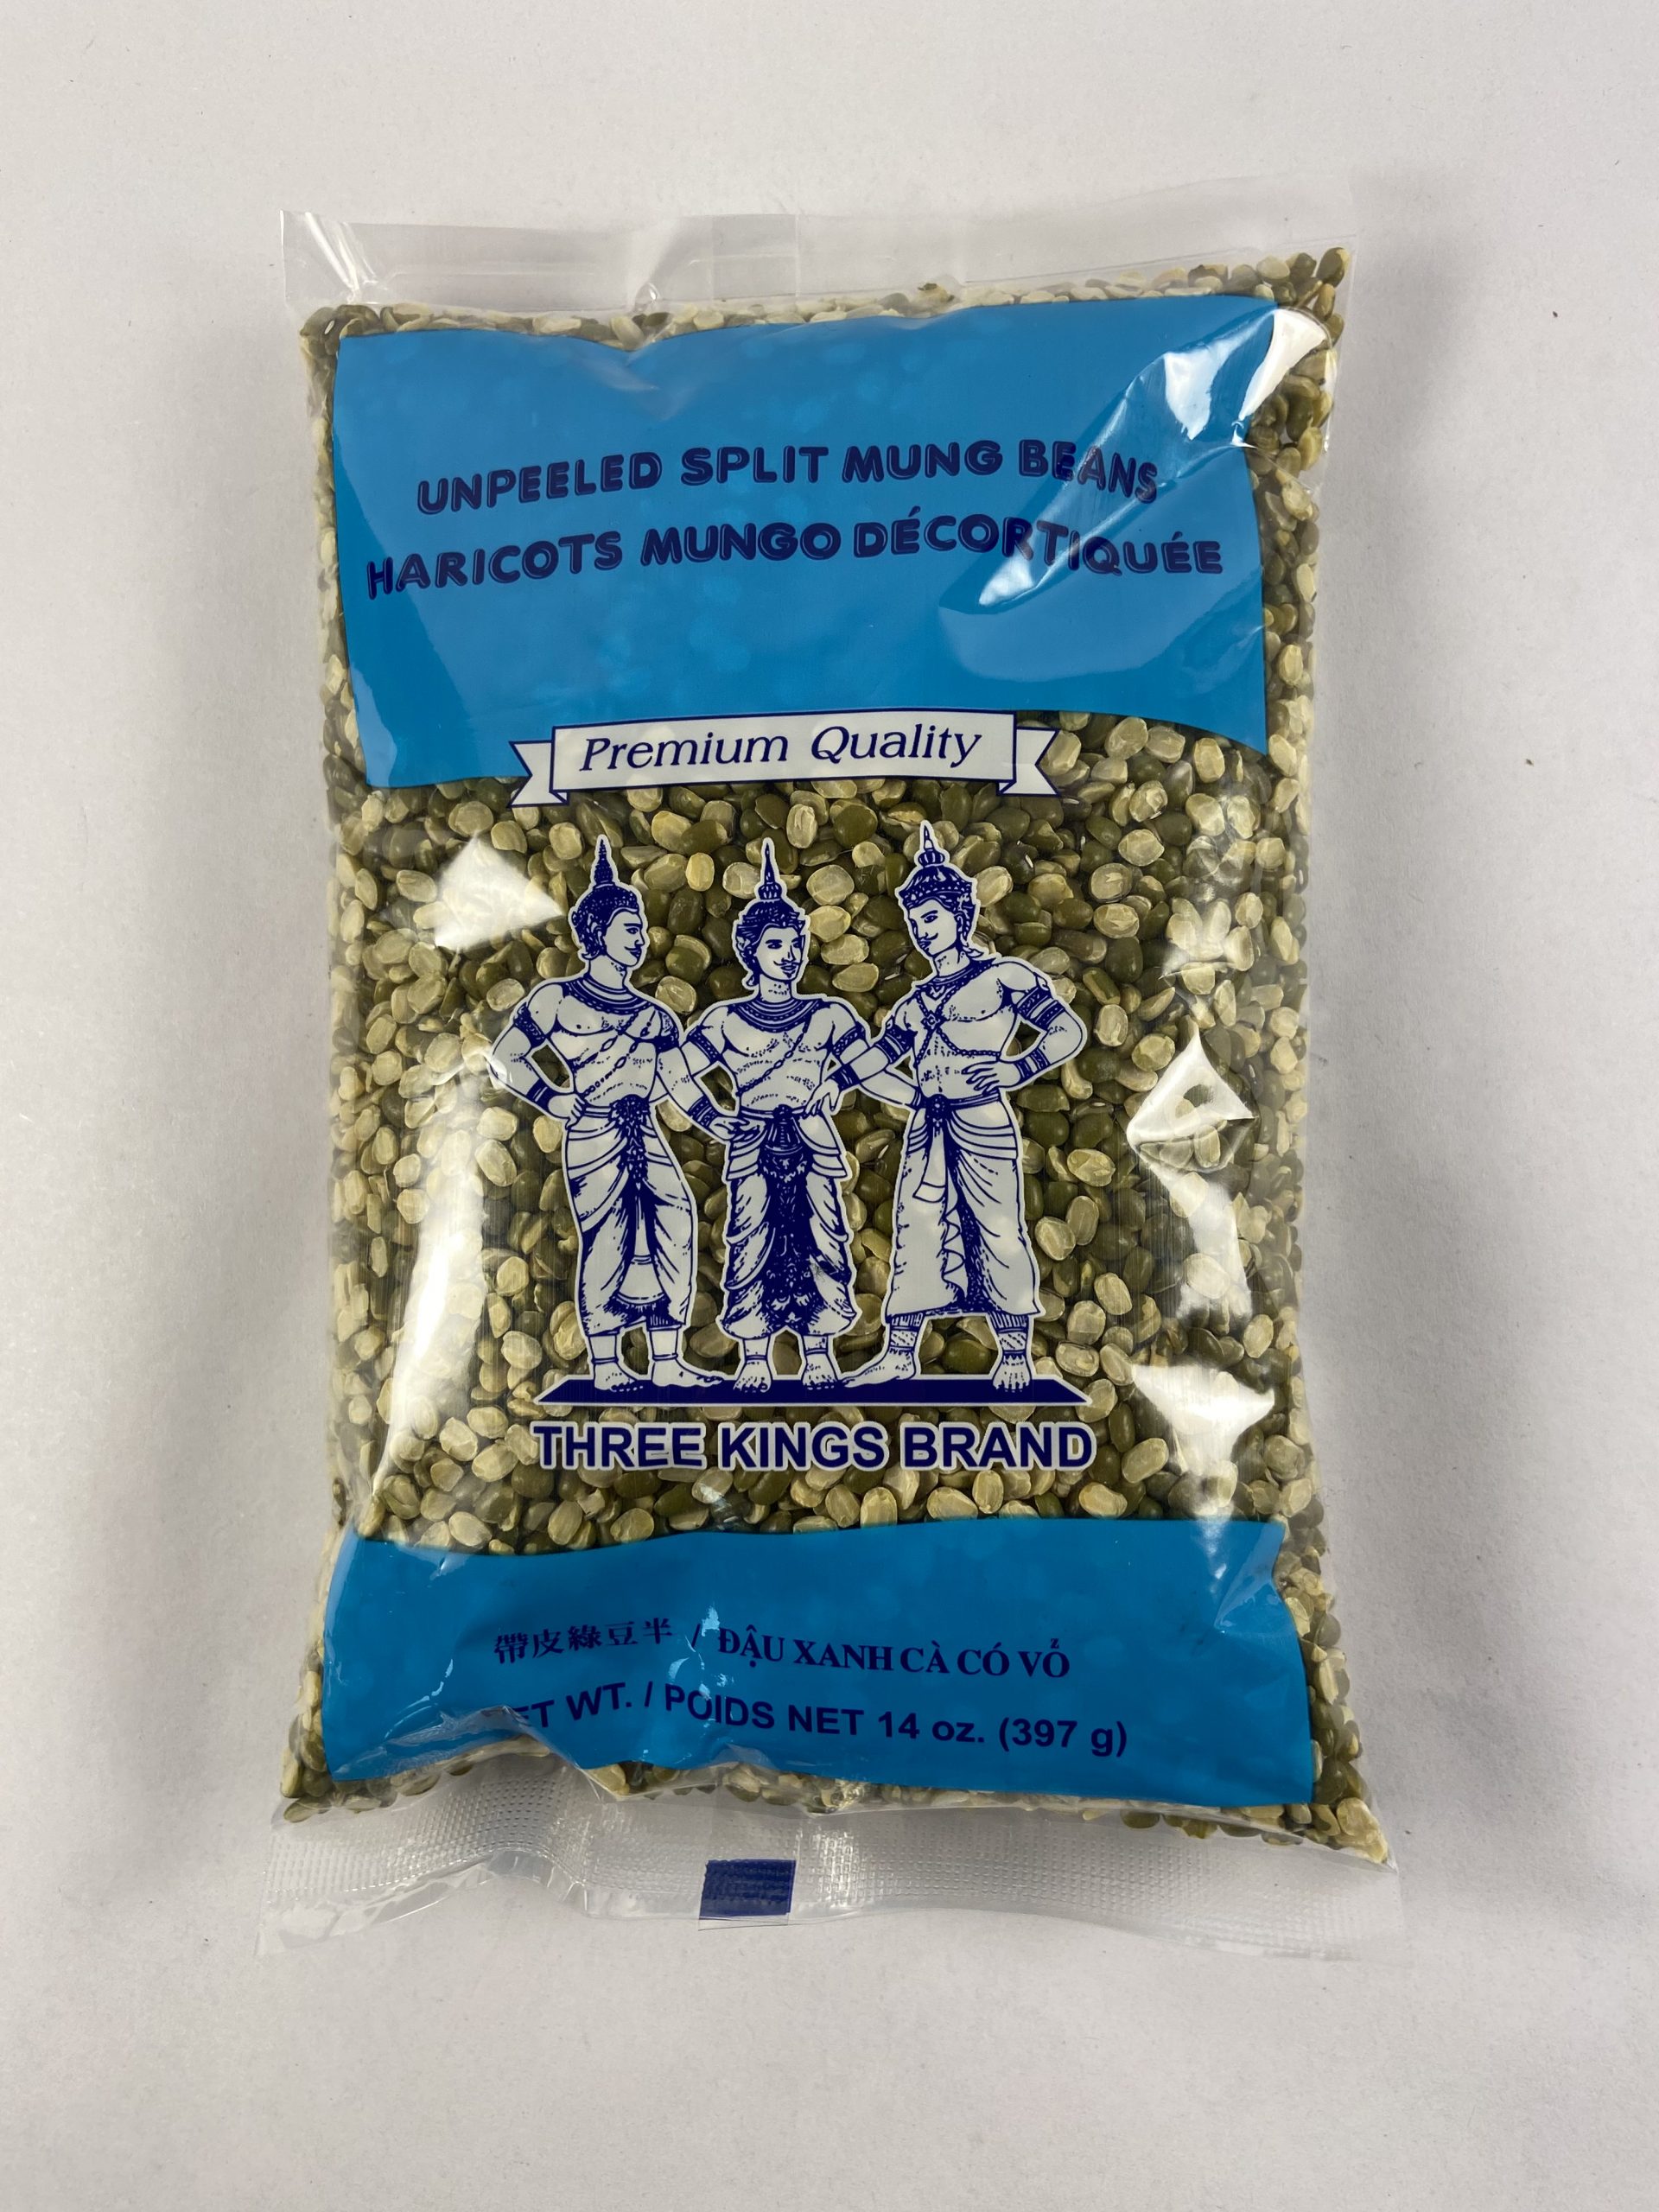 UNPEELED SPLIT MUNG BEANS
HARICOTS MUNGO DÉCORTIQUÉE
Premium Quality
THREE KINGS BRAND
帶皮綠豆半 / ĐẬU XANH CÀ CÓ VỎ
NET WT. / POIDS NET 14 oz. (397 g)